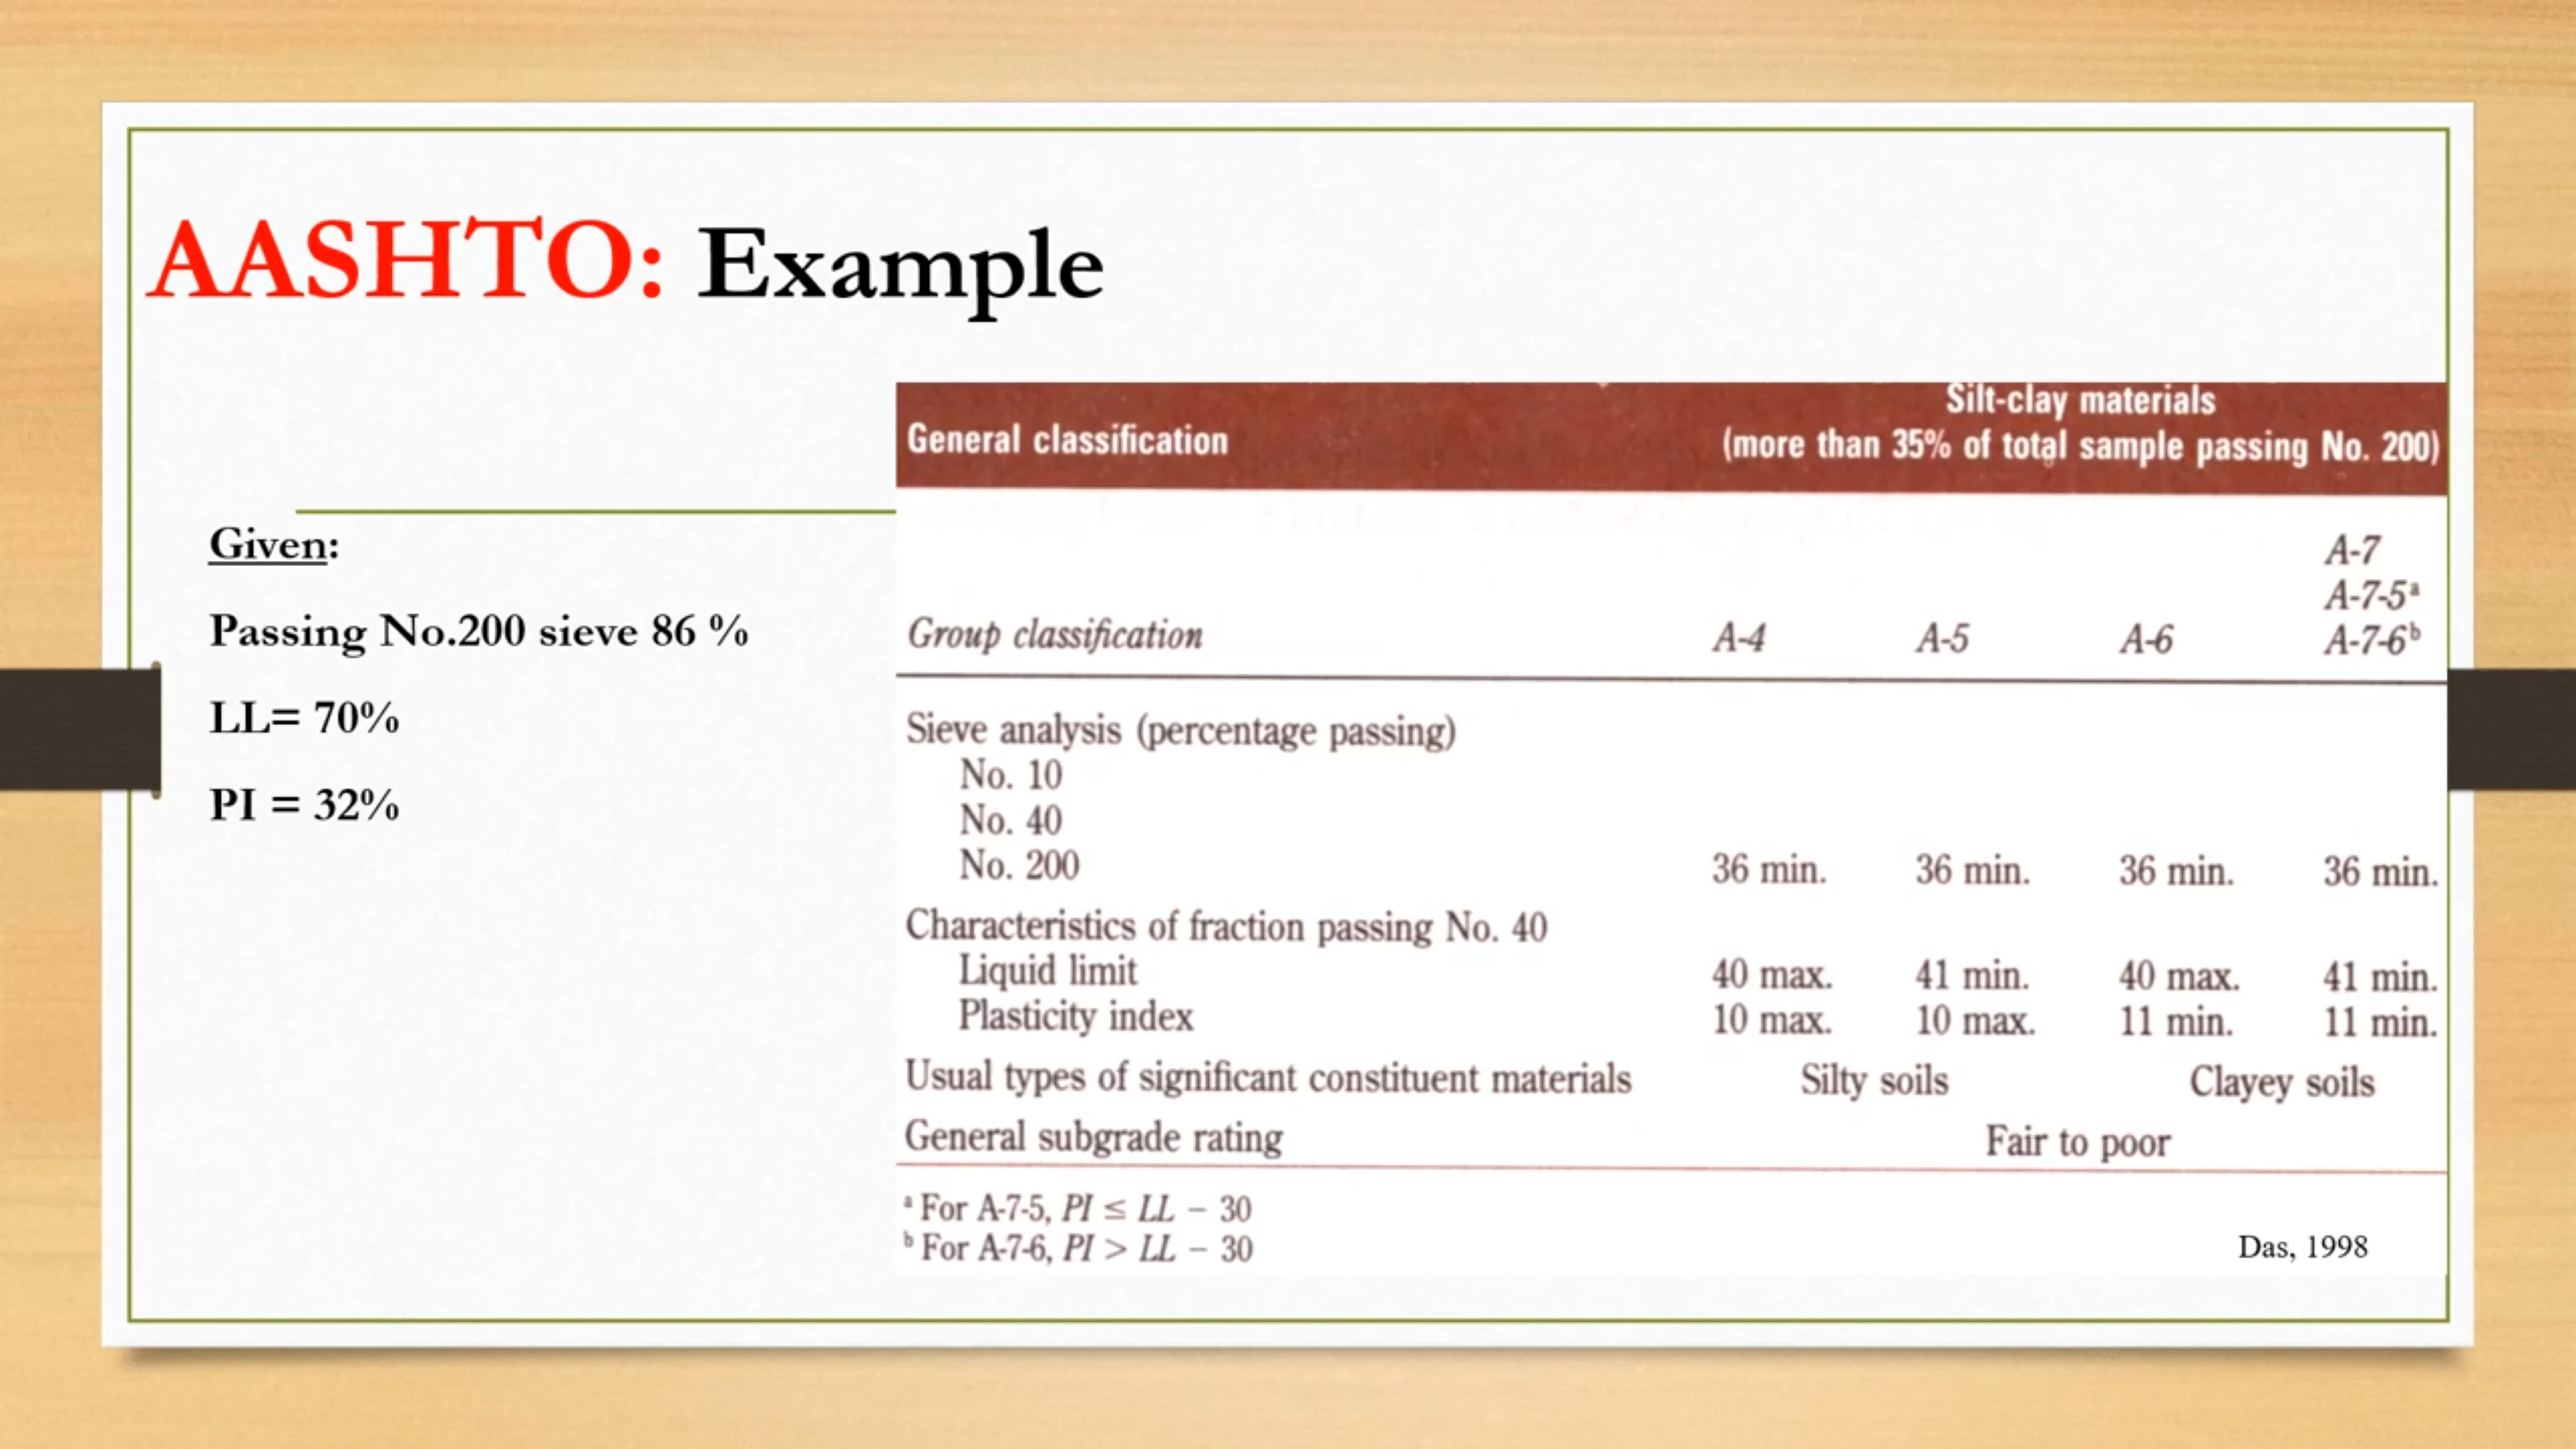 AASHTO: Example
Given:
Passing No.200 sieve 86 %
LL= 70%
PI = 32%
General classification
Silt-clay materials
(more than 35% of total sample passing No. 200)
Group classification A-4 A-5 A-6 A-7
A-7-5ª
A-7-6ᵇ
Sieve analysis (percentage passing)
No. 10
No. 40
No. 200 36 min. 36 min. 36 min. 36 min.
Characteristics of fraction passing No. 40
Liquid limit 40 max. 41 min. 40 max. 41 min.
Plasticity index 10 max. 10 max. 11 min. 11 min.
Usual types of significant constituent materials Silty soils Clayey soils
General subgrade rating Fair to poor
ª For A-7-5, PI ≤ LL − 30
ᵇ For A-7-6, PI > LL − 30
Das, 1998